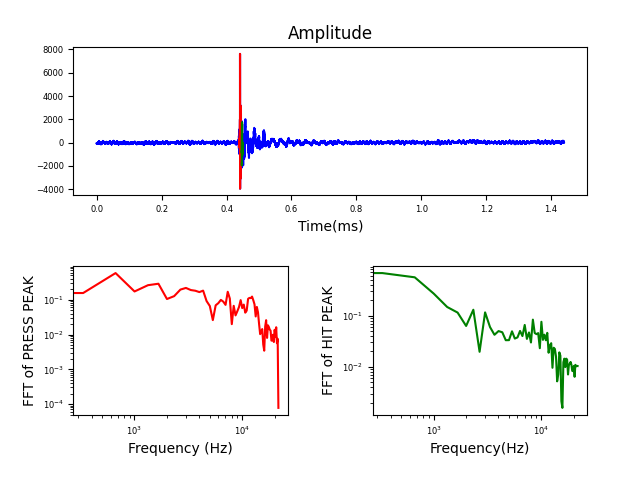 Amplitude
8000
6000
4000
2000
0
−2000
−4000
0.0 0.2 0.4 0.6 0.8 1.0 1.2 1.4
Time(ms)
FFT of PRESS PEAK
10⁻¹
10⁻²
10⁻³
10⁻⁴
10³ 10⁴
Frequency (Hz)
FFT of HIT PEAK
10⁻¹
10⁻²
10³ 10⁴
Frequency(Hz)